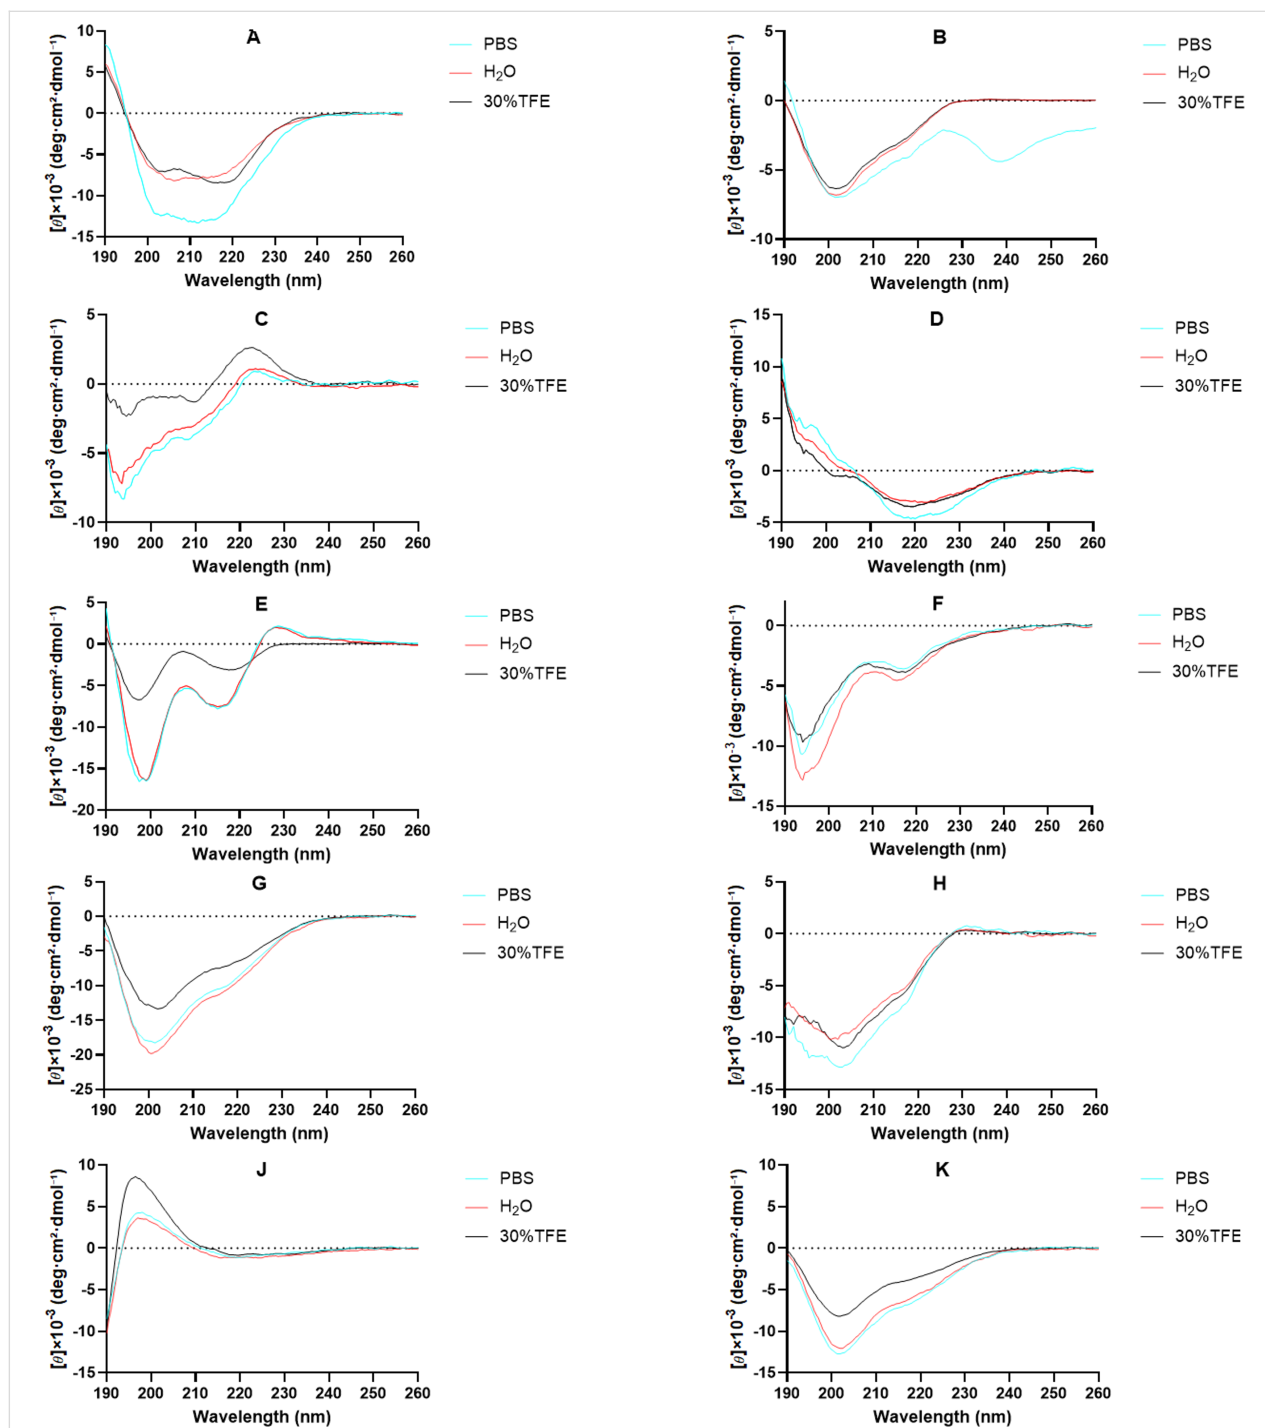 A
[θ]×10⁻³ (deg·cm²·dmol⁻¹)
10
5
0
-5
-10
-15
190 200 210 220 230 240 250 260
Wavelength (nm)
PBS
H₂O
30%TFE
B
[θ]×10⁻³ (deg·cm²·dmol⁻¹)
5
0
-5
-10
190 200 210 220 230 240 250 260
Wavelength (nm)
PBS
H₂O
30%TFE
C
[θ]×10⁻³ (deg·cm²·dmol⁻¹)
5
0
-5
-10
190 200 210 220 230 240 250 260
Wavelength (nm)
PBS
H₂O
30%TFE
D
[θ]×10⁻³ (deg·cm²·dmol⁻¹)
15
10
5
0
-5
190 200 210 220 230 240 250 260
Wavelength (nm)
PBS
H₂O
30%TFE
E
[θ]×10⁻³ (deg·cm²·dmol⁻¹)
5
0
-5
-10
-15
-20
190 200 210 220 230 240 250 260
Wavelength (nm)
PBS
H₂O
30%TFE
F
[θ]×10⁻³ (deg·cm²·dmol⁻¹)
0
-5
-10
-15
190 200 210 220 230 240 250 260
Wavelength (nm)
PBS
H₂O
30%TFE
G
[θ]×10⁻³ (deg·cm²·dmol⁻¹)
5
0
-5
-10
-15
-20
-25
190 200 210 220 230 240 250 260
Wavelength (nm)
PBS
H₂O
30%TFE
H
[θ]×10⁻³ (deg·cm²·dmol⁻¹)
5
0
-5
-10
-15
190 200 210 220 230 240 250 260
Wavelength (nm)
PBS
H₂O
30%TFE
J
[θ]×10⁻³ (deg·cm²·dmol⁻¹)
10
5
0
-5
-10
-15
190 200 210 220 230 240 250 260
Wavelength (nm)
PBS
H₂O
30%TFE
K
[θ]×10⁻³ (deg·cm²·dmol⁻¹)
10
5
0
-5
-10
-15
190 200 210 220 230 240 250 260
Wavelength (nm)
PBS
H₂O
30%TFE